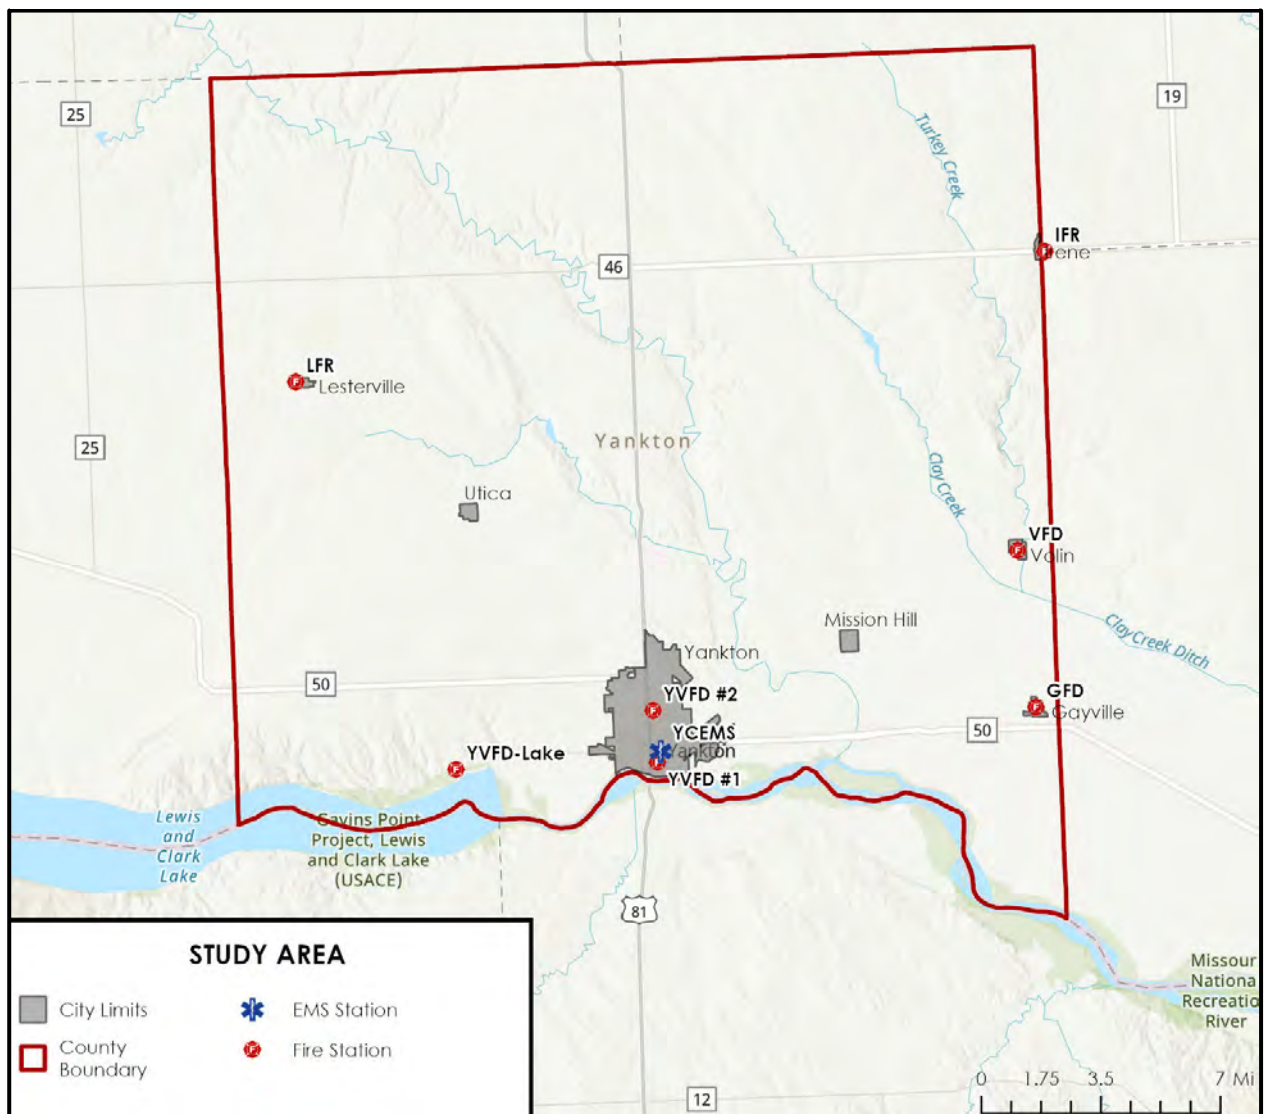 25
19
Turkey Creek
IFR
Irene
46
LFR
Lesterville
25
Yankton
Clay Creek
Utica
VFD
Volin
Mission Hill
Clay Creek Ditch
Yankton
50
YVFD #2
GFD
Gayville
YCEMS
Yankton
50
YVFD-Lake
YVFD #1
Lewis
and
Clark
Lake
Gavins Point
Project, Lewis
and Clark Lake
(USACE)
81
STUDY AREA
City Limits
EMS Station
County
Boundary
Fire Station
Missour
Nationa
Recreatio
River
0 1.75 3.5 7 Mi
12